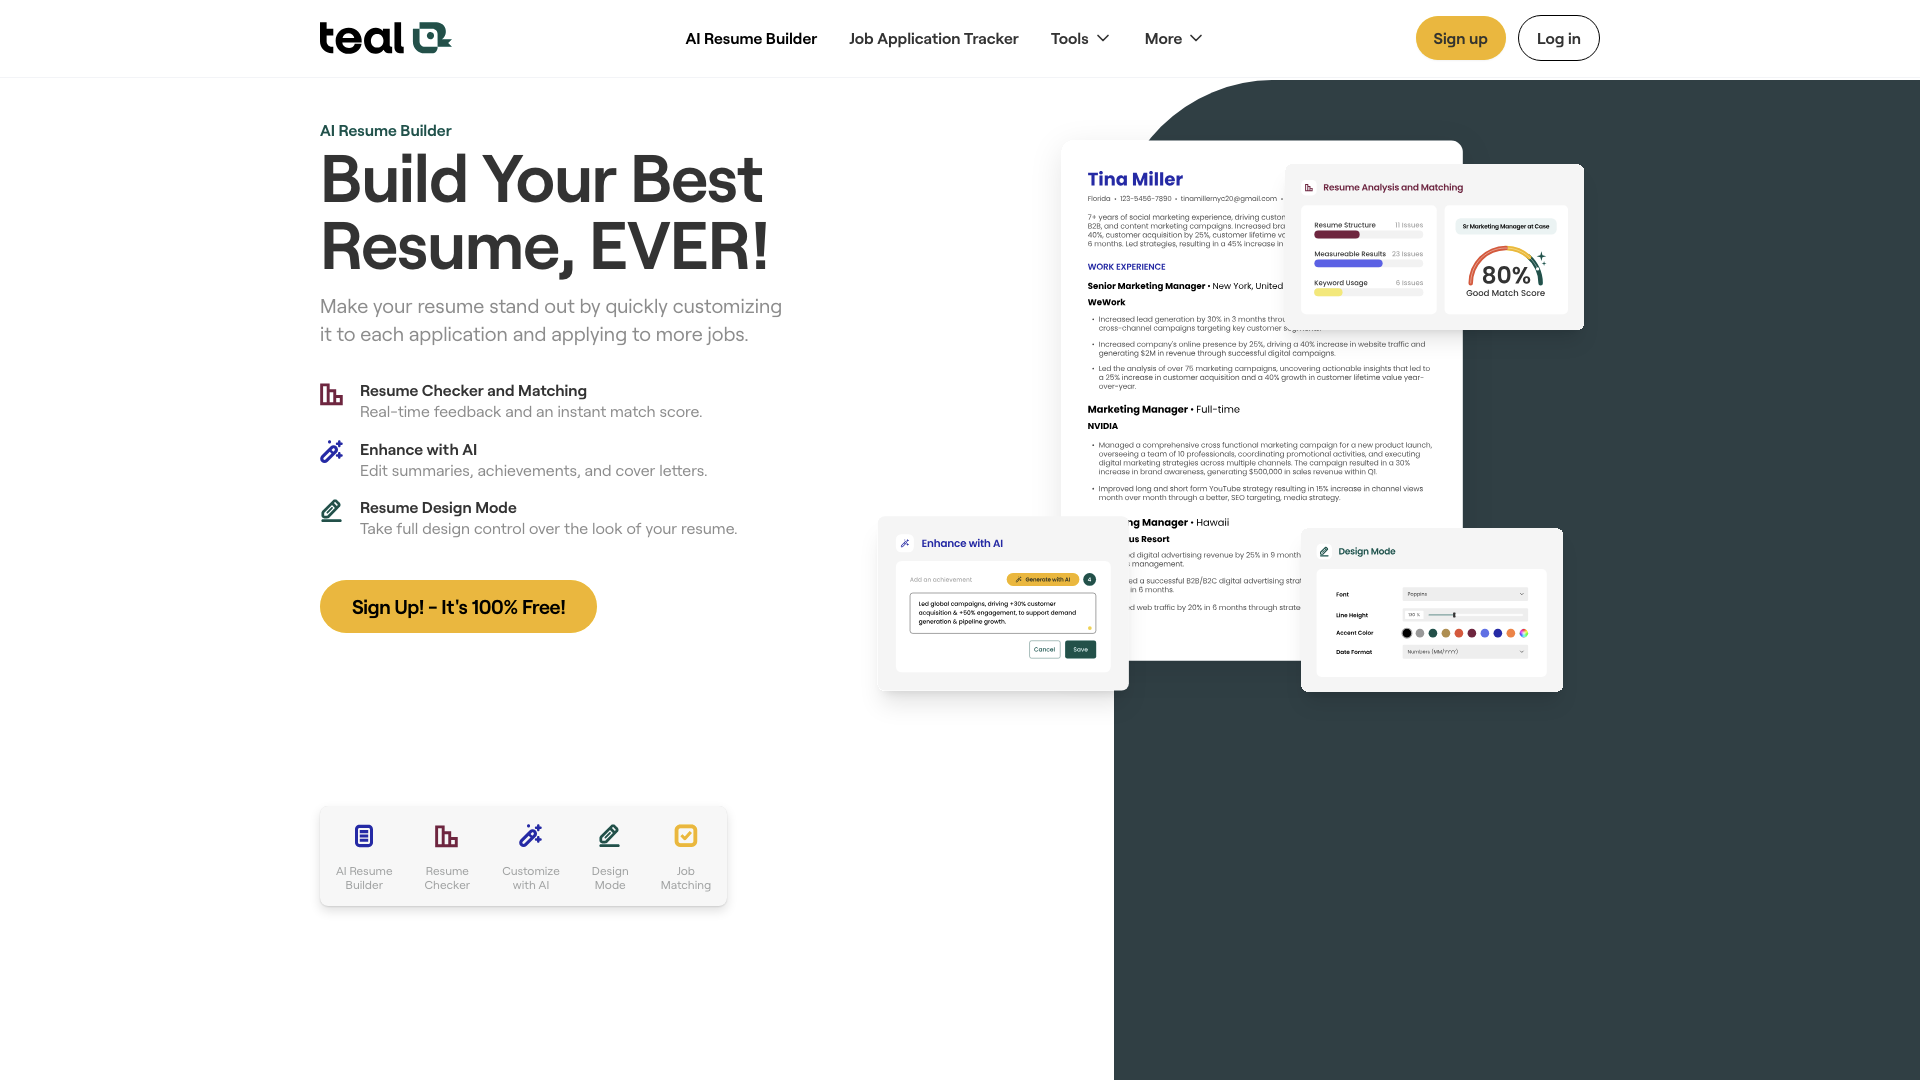 teal
AI Resume Builder
Job Application Tracker
Tools
More
Sign up
Log in
AI Resume Builder
Build Your Best
Resume, EVER!
Make your resume stand out by quickly customizing
it to each application and applying to more jobs.
Resume Checker and Matching
Real-time feedback and an instant match score.
Enhance with AI
Edit summaries, achievements, and cover letters.
Resume Design Mode
Take full design control over the look of your resume.
Sign Up! - It's 100% Free!
AI Resume
Builder
Resume
Checker
Customize
with AI
Design
Mode
Job
Matching
Tina Miller
Florida • 123-5456-7890 • tinamillernyc20@gmail.com •
7+ years of social marketing experience, driving custom
B2B, and content marketing campaigns. Increased bra
40%, customer acquisition by 25%, customer lifetime vc
6 months. Led strategies, resulting in a 45% increase in
WORK EXPERIENCE
Senior Marketing Manager • New York, United
WeWork
• Increased lead generation by 30% in 3 months throu
cross-channel campaigns targeting key customer
• Increased company's online presence by 25%, driving a 40% increase in website traffic and
generating $2M in revenue through successful digital campaigns.
• Led the analysis of over 75 marketing campaigns, uncovering actionable insights that led to
a 25% increase in customer acquisition and a 40% growth in customer lifetime value year-
over-year.
Marketing Manager • Full-time
NVIDIA
• Managed a comprehensive cross functional marketing campaign for a new product launch,
overseeing a team of 10 professionals, coordinating promotional activities, and executing
digital marketing strategies across multiple channels. The campaign resulted in a 30%
increase in brand awareness, generating $500,000 in sales revenue within Q1.
• Improved long and short form YouTube strategy resulting in 15% increase in channel views
month over month through a better, SEO targeting, media strategy.
ng Manager • Hawaii
us Resort
d digital advertising revenue by 25% in 9 month
management.
ed a successful B2B/B2C digital advertising strat
in 6 months.
d web traffic by 20% in 6 months through strate
Resume Analysis and Matching
Resume Structure 11 Issues
Measureable Results 23 Issues
Keyword Usage 6 Issues
Sr Marketing Manager at Case
80%
Good Match Score
Enhance with AI
Add an achievement
Generate with AI
4
Led global campaigns, driving +30% customer
acquisition & +50% engagement, to support demand
generation & pipeline growth.
Cancel
Save
Design Mode
Font
Poppins
Line Height
Accent Color
Date Format
Numbers (MM/YYYY)